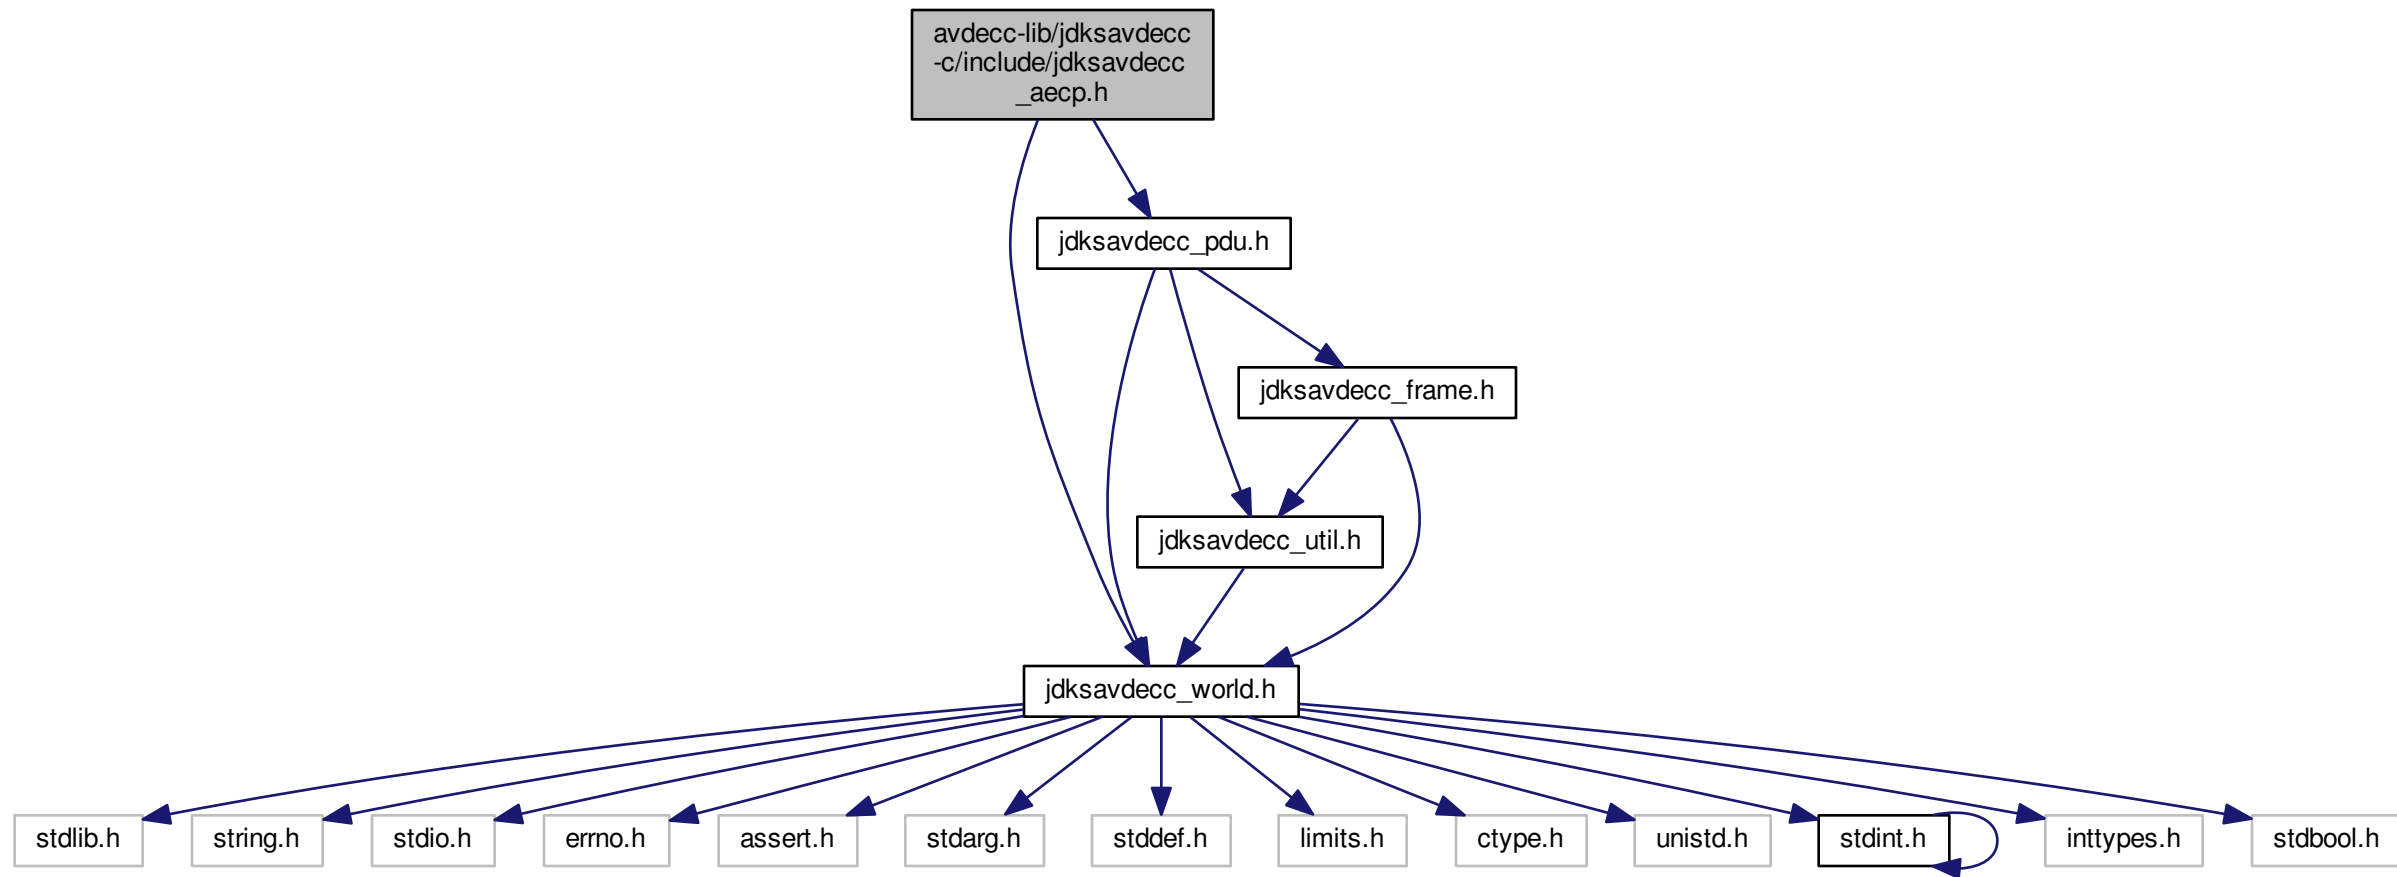 avdecc-lib/jdksavdecc
-c/include/jdksavdecc
_aecp.h
jdksavdecc_pdu.h
jdksavdecc_frame.h
jdksavdecc_util.h
jdksavdecc_world.h
stdlib.h
string.h
stdio.h
errno.h
assert.h
stdarg.h
stddef.h
limits.h
ctype.h
unistd.h
stdint.h
inttypes.h
stdbool.h